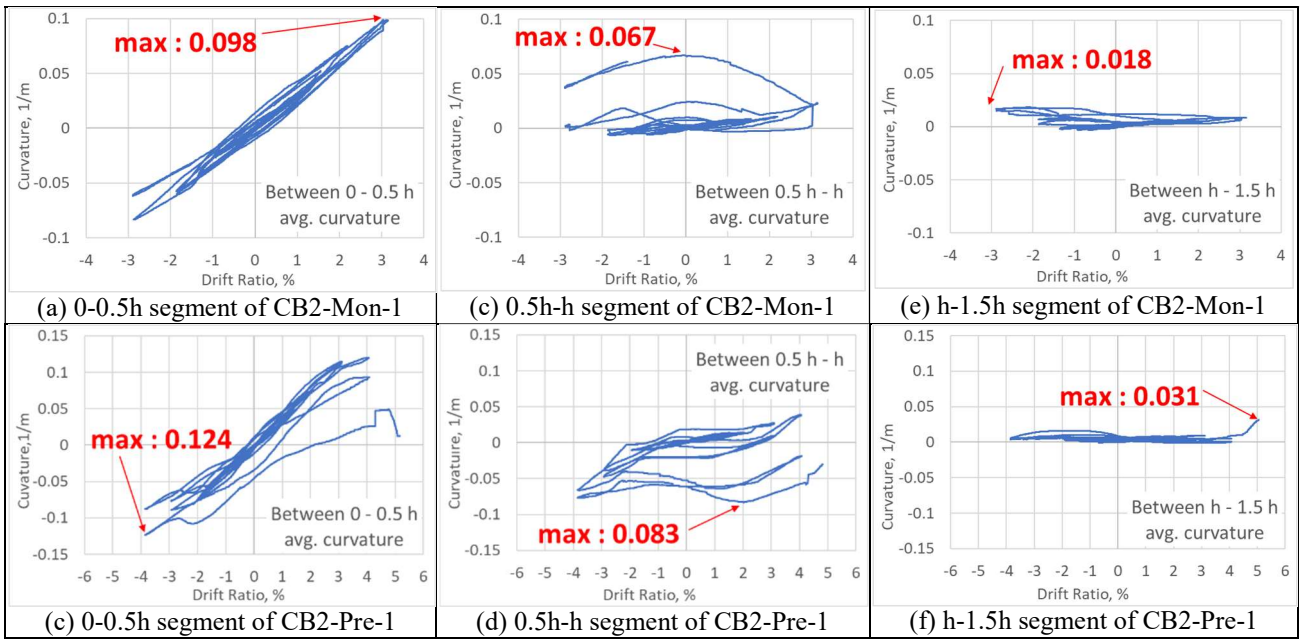 0.1
0.05
0
-0.05
-0.1
Curvature, 1/m
max : 0.098
Between 0 - 0.5 h
avg. curvature
-4 -3 -2 -1 0 1 2 3 4
Drift Ratio, %
(a) 0-0.5h segment of CB2-Mon-1
0.1
0.05
0
-0.05
-0.1
Curvature, 1/m
max : 0.067
Between 0.5 h - h
avg. curvature
-4 -3 -2 -1 0 1 2 3 4
Drift Ratio, %
(c) 0.5h-h segment of CB2-Mon-1
0.1
0.05
0
-0.05
-0.1
Curvature, 1/m
max : 0.018
Between h - 1.5 h
avg. curvature
-4 -3 -2 -1 0 1 2 3 4
Drift Ratio, %
(e) h-1.5h segment of CB2-Mon-1
0.15
0.1
0.05
0
-0.05
-0.1
-0.15
Cuvature,1/m
max : 0.124
Between 0 - 0.5 h
avg. curvature
-6 -5 -4 -3 -2 -1 0 1 2 3 4 5 6
Drift Ratio, %
(c) 0-0.5h segment of CB2-Pre-1
0.15
0.1
0.05
0
-0.05
-0.1
-0.15
Curvatuire, 1/m
Between 0.5 h - h
avg. curvature
max : 0.083
-6 -5 -4 -3 -2 -1 0 1 2 3 4 5 6
Drift Ratio, %
(d) 0.5h-h segment of CB2-Pre-1
0.15
0.1
0.05
0
-0.05
-0.1
-0.15
Curvature, 1/m
max : 0.031
Between h - 1.5 h
avg. curvature
-6 -5 -4 -3 -2 -1 0 1 2 3 4 5 6
Drift Ratio, %
(f) h-1.5h segment of CB2-Pre-1